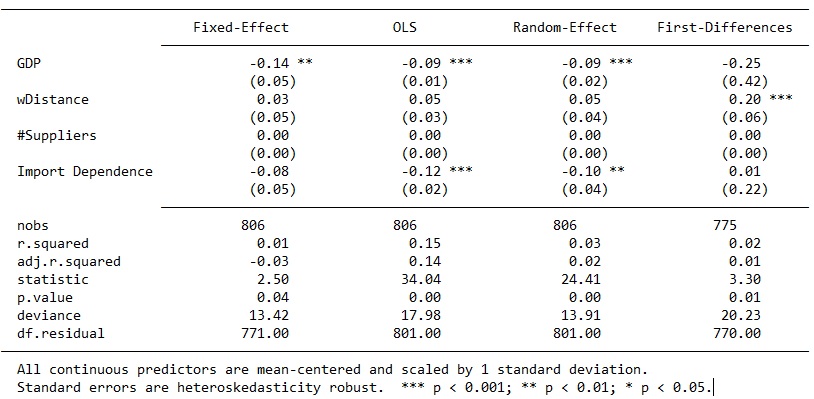 Fixed-Effect OLS Random-Effect First-Differences
GDP -0.14 ** -0.09 *** -0.09 *** -0.25
(0.05) (0.01) (0.02) (0.42)
wDistance 0.03 0.05 0.05 0.20 ***
(0.05) (0.03) (0.04) (0.06)
#Suppliers 0.00 0.00 0.00 0.00
(0.00) (0.00) (0.00) (0.00)
Import Dependence -0.08 -0.12 *** -0.10 ** 0.01
(0.05) (0.02) (0.04) (0.22)
nobs 806 806 806 775
r.squared 0.01 0.15 0.03 0.02
adj.r.squared -0.03 0.14 0.02 0.01
statistic 2.50 34.04 24.41 3.30
p.value 0.04 0.00 0.00 0.01
deviance 13.42 17.98 13.91 20.23
df.residual 771.00 801.00 801.00 770.00
All continuous predictors are mean-centered and scaled by 1 standard deviation.
Standard errors are heteroskedasticity robust. *** p < 0.001; ** p < 0.01; * p < 0.05.